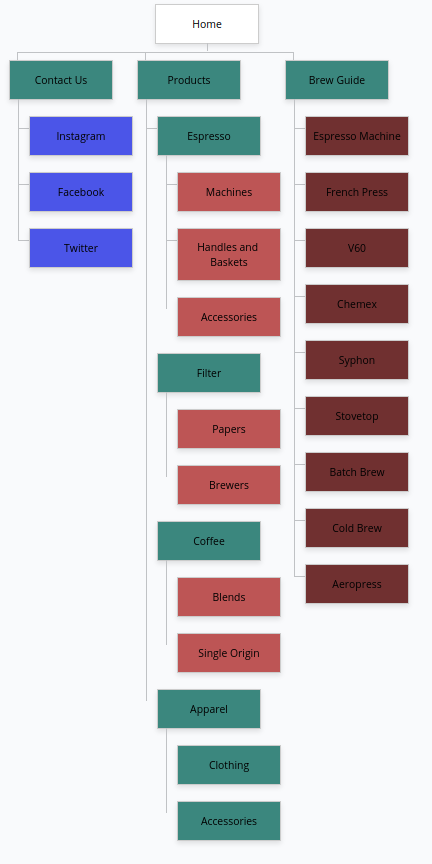 Home
Contact Us
Instagram
Facebook
Twitter
Products
Espresso
Machines
Handles and
Baskets
Accessories
Filter
Papers
Brewers
Coffee
Blends
Single Origin
Apparel
Clothing
Accessories
Brew Guide
Espresso Machine
French Press
V60
Chemex
Syphon
Stovetop
Batch Brew
Cold Brew
Aeropress